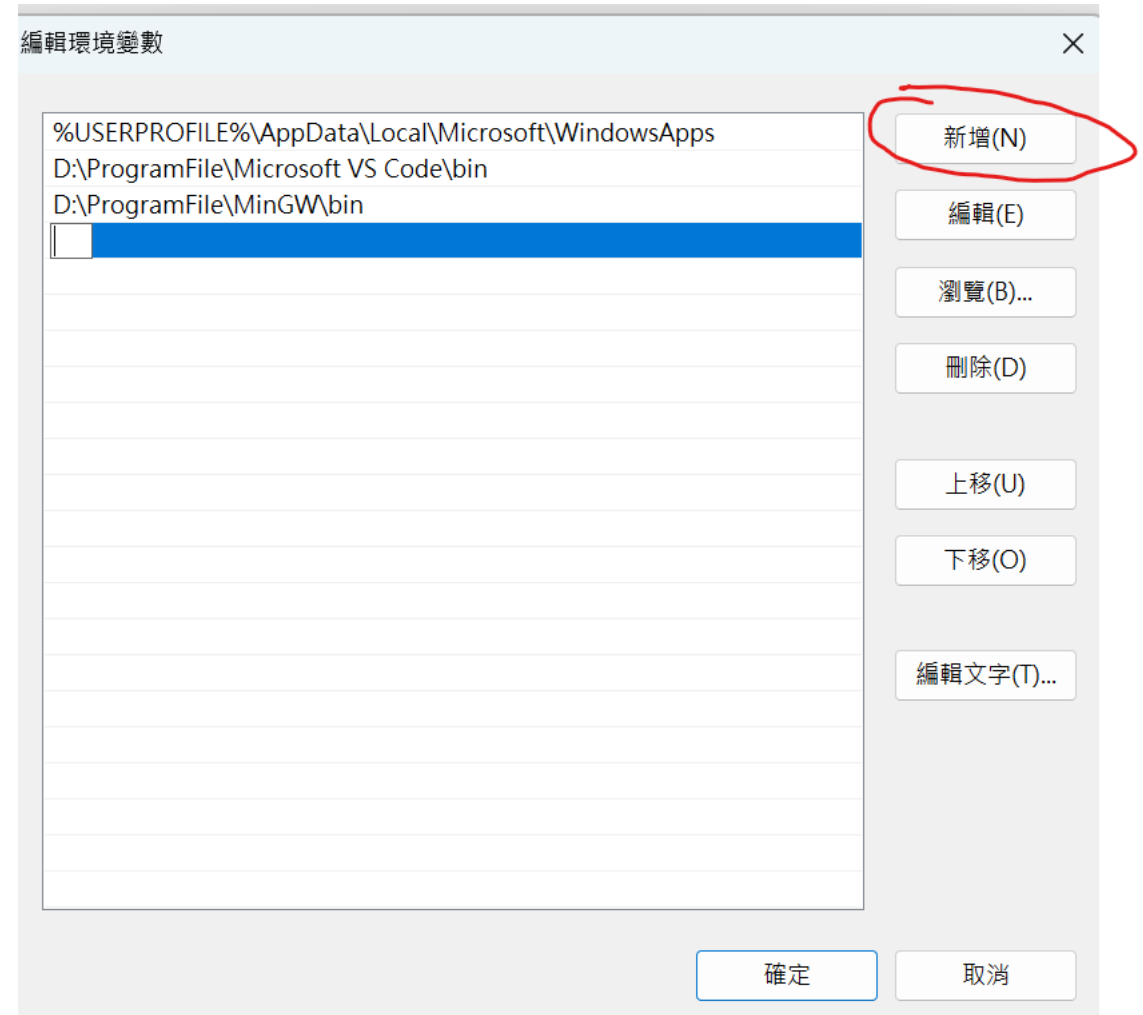 編輯環境變數
%USERPROFILE%\AppData\Local\Microsoft\WindowsApps
D:\ProgramFile\Microsoft VS Code\bin
D:\ProgramFile\MinGW\bin
新增(N)
編輯(E)
瀏覽(B)...
刪除(D)
上移(U)
下移(O)
編輯文字(T)...
確定
取消